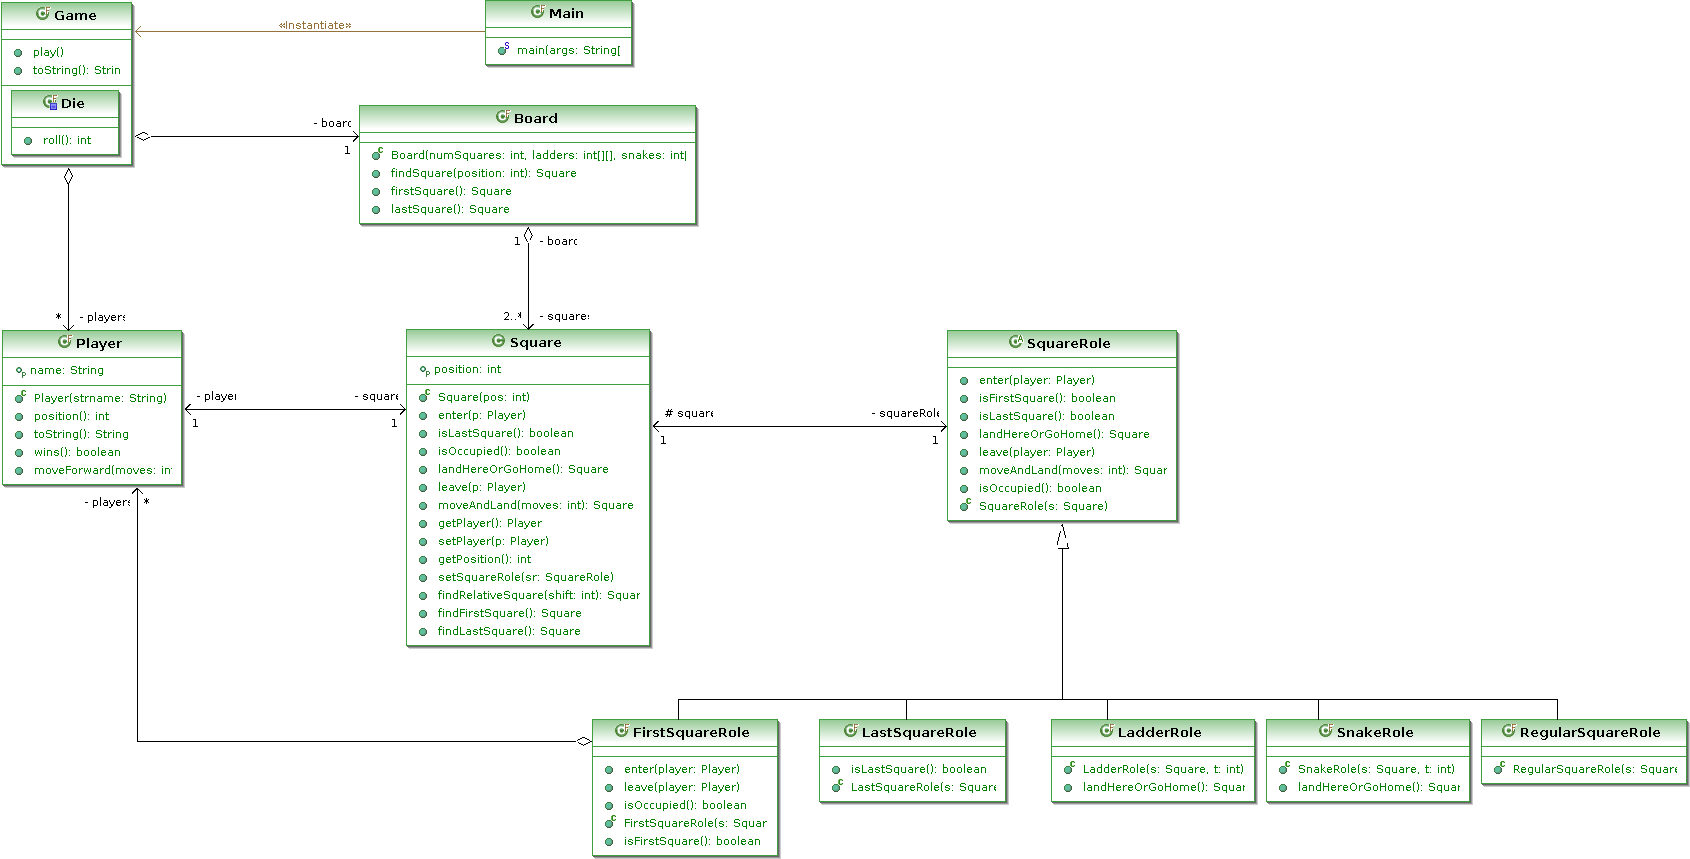 Game
play()
toString(): Strin
Die
roll(): int
«Instantiate»
Main
main(args: String[
- board
1
Board
Board(numSquares: int, ladders: int[][], snakes: int[
findSquare(position: int): Square
firstSquare(): Square
lastSquare(): Square
1
- board
2..*
- squares
*
- players
Player
name: String
Player(strname: String)
position(): int
toString(): String
wins(): boolean
moveForward(moves: int
- player
1
- square
1
- players
*
Square
position: int
Square(pos: int)
enter(p: Player)
isLastSquare(): boolean
isOccupied(): boolean
landHereOrGoHome(): Square
leave(p: Player)
moveAndLand(moves: int): Square
getPlayer(): Player
setPlayer(p: Player)
getPosition(): int
setSquareRole(sr: SquareRole)
findRelativeSquare(shift: int): Squar
findFirstSquare(): Square
findLastSquare(): Square
# square
1
- squareRole
1
SquareRole
enter(player: Player)
isFirstSquare(): boolean
isLastSquare(): boolean
landHereOrGoHome(): Square
leave(player: Player)
moveAndLand(moves: int): Squar
isOccupied(): boolean
SquareRole(s: Square)
FirstSquareRole
enter(player: Player)
leave(player: Player)
isOccupied(): boolean
FirstSquareRole(s: Squar
isFirstSquare(): boolean
LastSquareRole
isLastSquare(): boolean
LastSquareRole(s: Square
LadderRole
LadderRole(s: Square, t: int)
landHereOrGoHome(): Squar
SnakeRole
SnakeRole(s: Square, t: int)
landHereOrGoHome(): Squar
RegularSquareRole
RegularSquareRole(s: Square